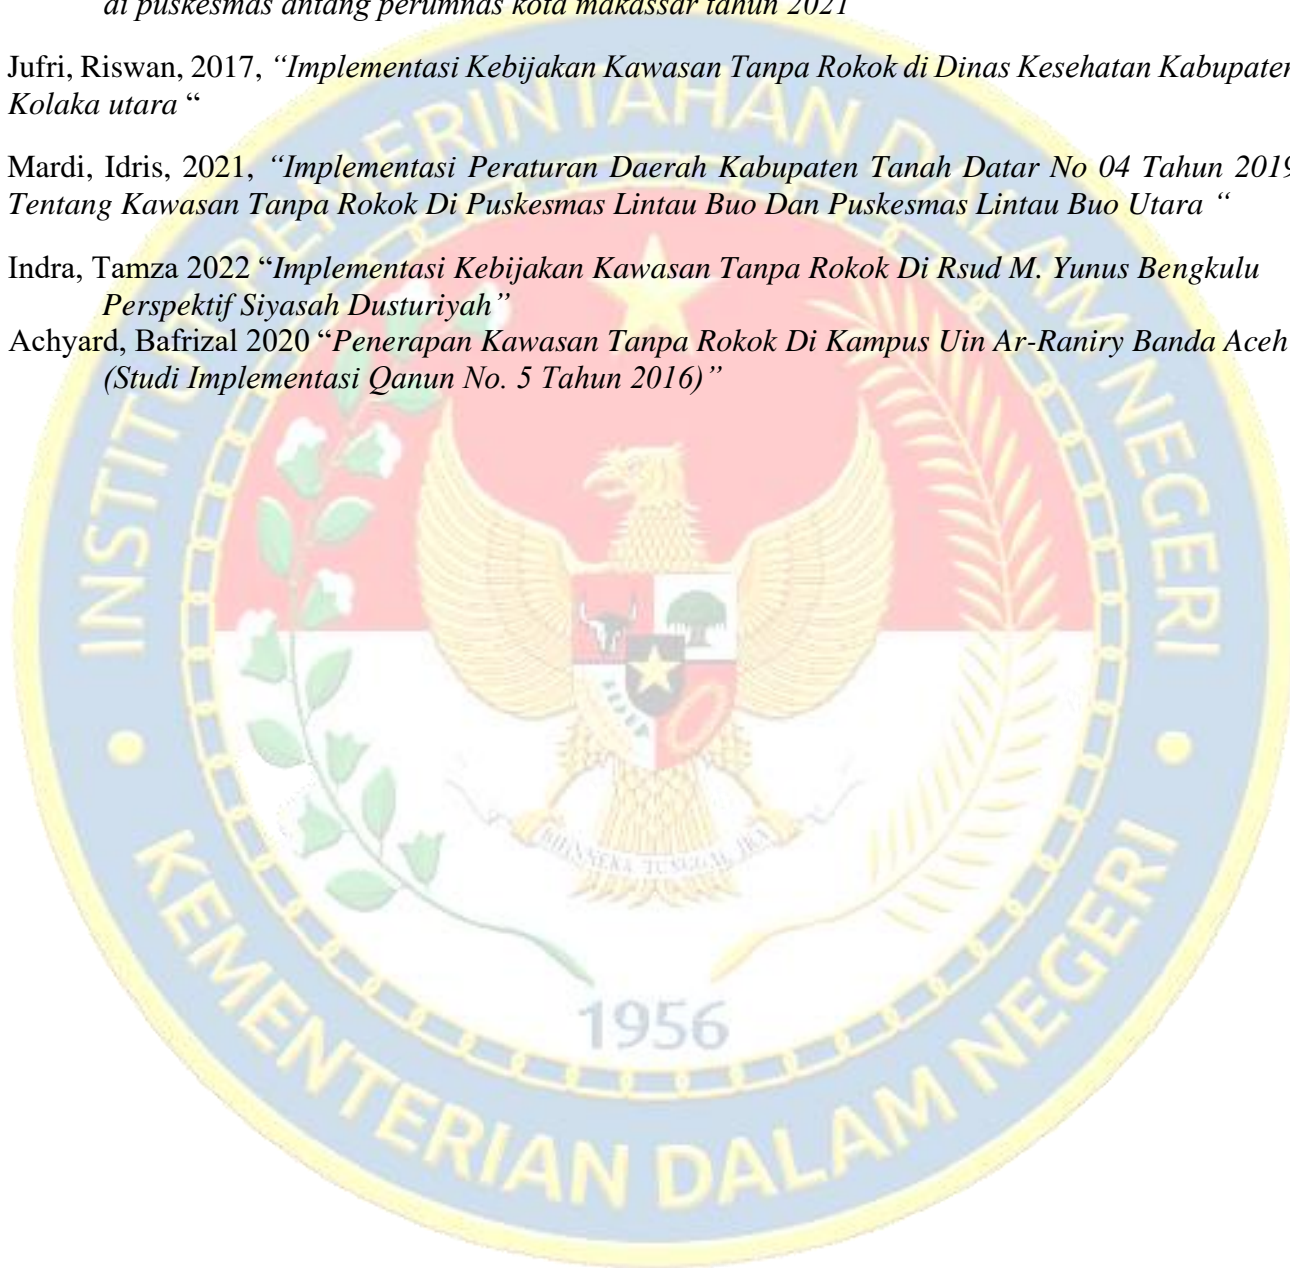 di puskesmas antang perumnas kota makassar tahun 2021
Jufri, Riswan, 2017, “Implementasi Kebijakan Kawasan Tanpa Rokok di Dinas Kesehatan Kabupaten
Kolaka utara “
Mardi, Idris, 2021, “Implementasi Peraturan Daerah Kabupaten Tanah Datar No 04 Tahun 2019
Tentang Kawasan Tanpa Rokok Di Puskesmas Lintau Buo Dan Puskesmas Lintau Buo Utara “
Indra, Tamza 2022 “Implementasi Kebijakan Kawasan Tanpa Rokok Di Rsud M. Yunus Bengkulu
Perspektif Siyasah Dusturiyah”
Achyard, Bafrizal 2020 “Penerapan Kawasan Tanpa Rokok Di Kampus Uin Ar-Raniry Banda Aceh
(Studi Implementasi Qanun No. 5 Tahun 2016)”
INSTITUT PEMERINTAHAN DALAM NEGERI
BHINNEKA TUNGGAL IKA
1956
KEMENTERIAN DALAM NEGERI